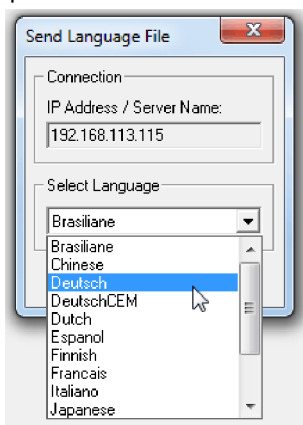 Send Language File
Connection
IP Address / Server Name:
192.168.113.115
Select Language
Brasiliane
Brasiliane
Chinese
Deutsch
DeutschCEM
Dutch
Espanol
Finnish
Francais
Italiano
Japanese